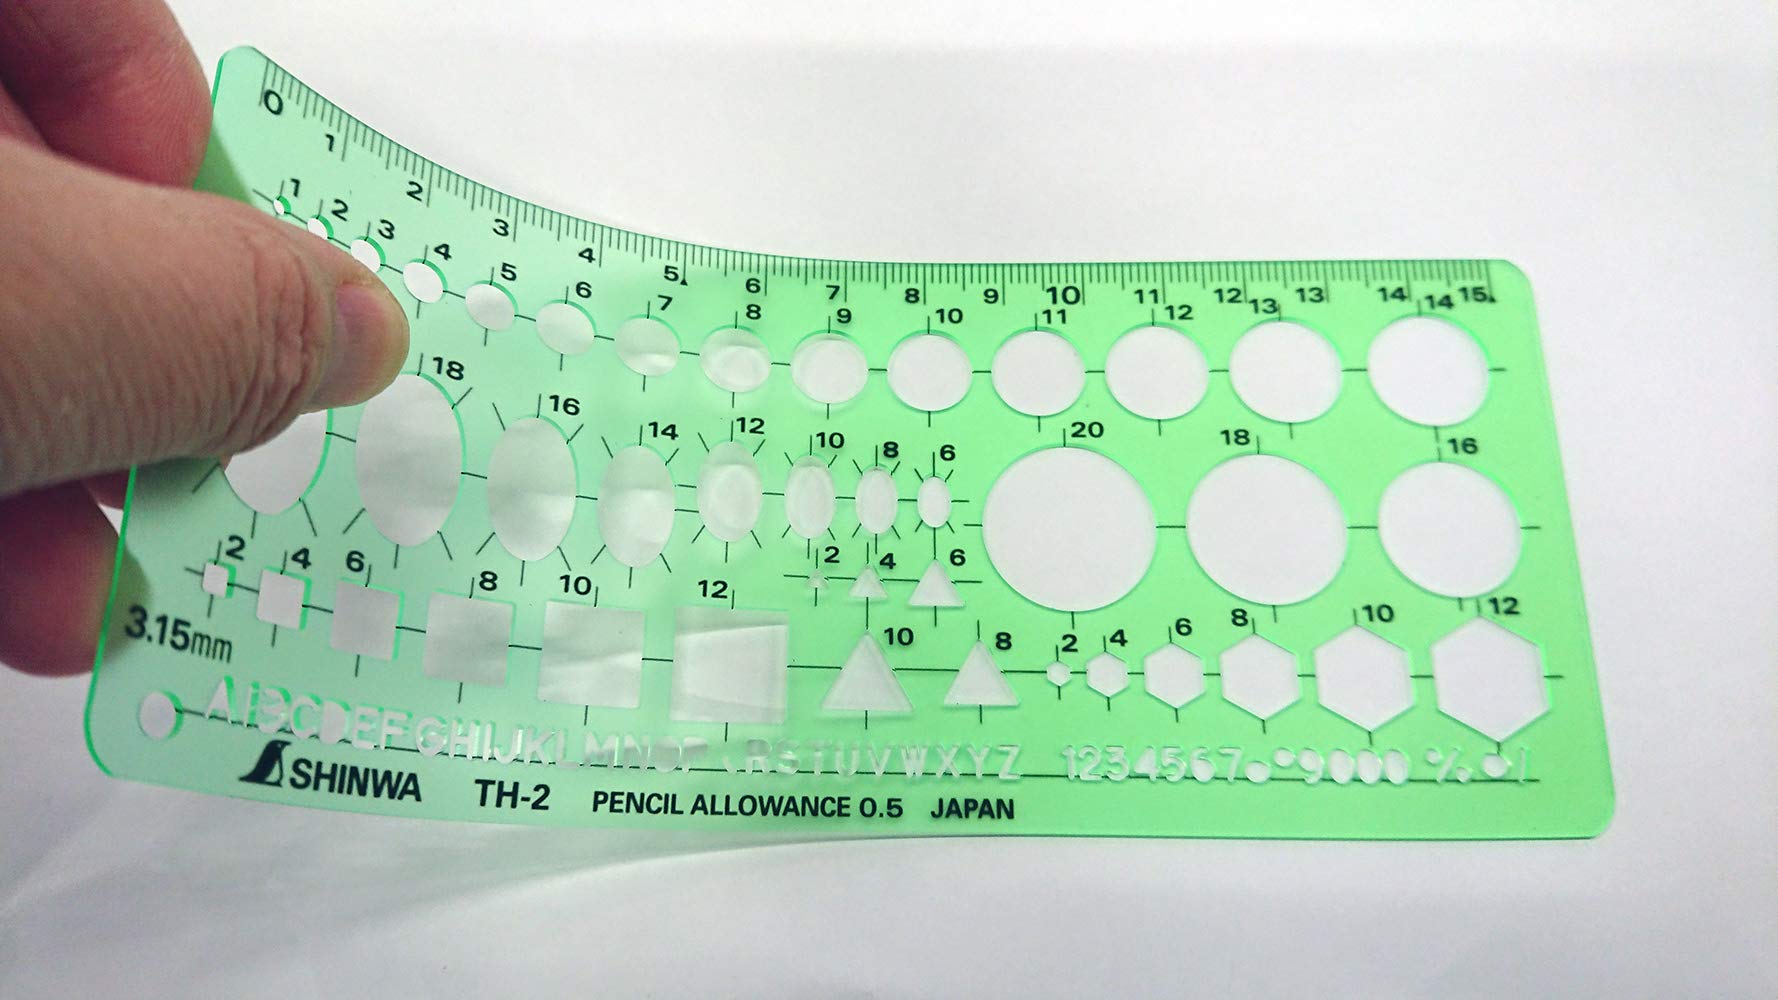 0 1 2 3 4 5 6 7 8 9 10 11 12 13 14 15
1 2 3 4 5 6 7 8 9 10 11 12 13 14
18 16 14 12 10 8 6 20 18 16
2 4 6 8 10 12 2 4 6
10 8 2 4 6 8 10 12
3.15mm
ABCDEFGHIJKLMNOP RSTUVWXYZ 1234567 9 %
SHINWA TH-2 PENCIL ALLOWANCE 0.5 JAPAN